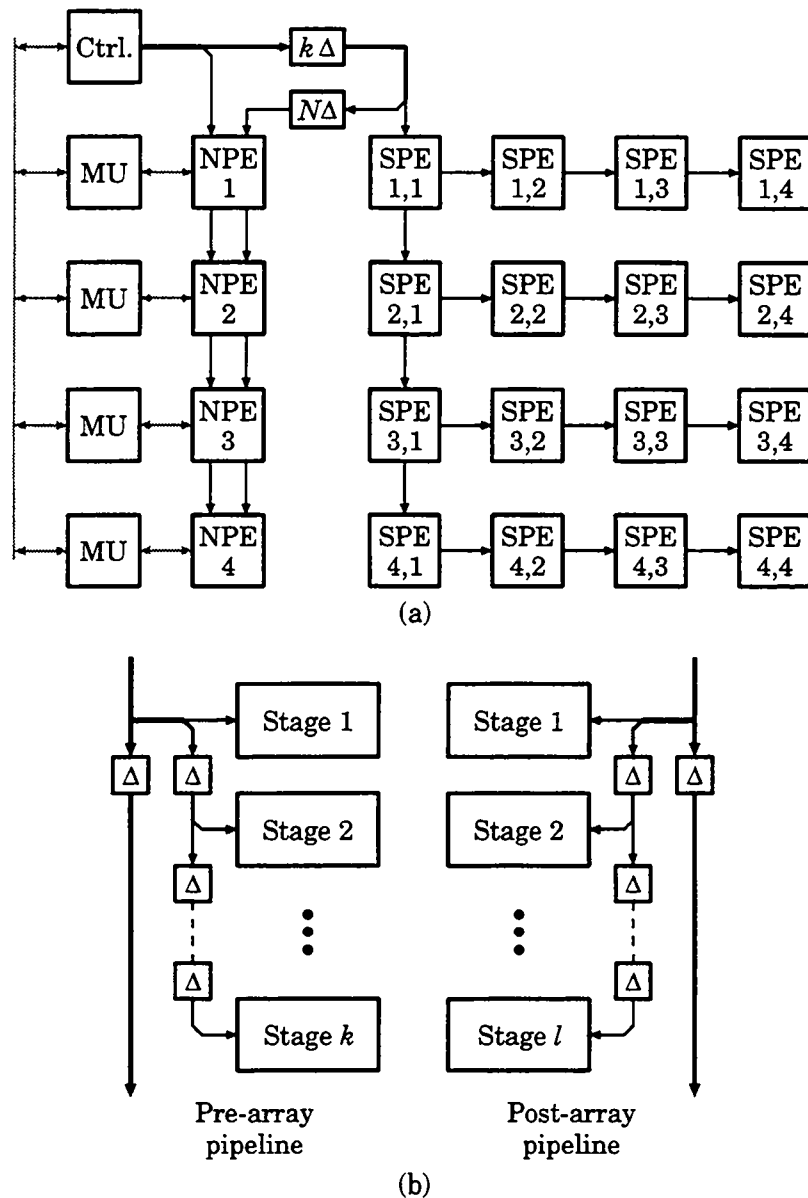 Ctrl.
k Δ
NΔ
MU
NPE
1
SPE
1,1
SPE
1,2
SPE
1,3
SPE
1,4
MU
NPE
2
SPE
2,1
SPE
2,2
SPE
2,3
SPE
2,4
MU
NPE
3
SPE
3,1
SPE
3,2
SPE
3,3
SPE
3,4
MU
NPE
4
SPE
4,1
SPE
4,2
SPE
4,3
SPE
4,4
(a)
Stage 1
Stage 1
Δ
Δ
Δ
Δ
Stage 2
Stage 2
Δ
Δ
Δ
Δ
Stage k
Stage l
Pre-array
pipeline
Post-array
pipeline
(b)